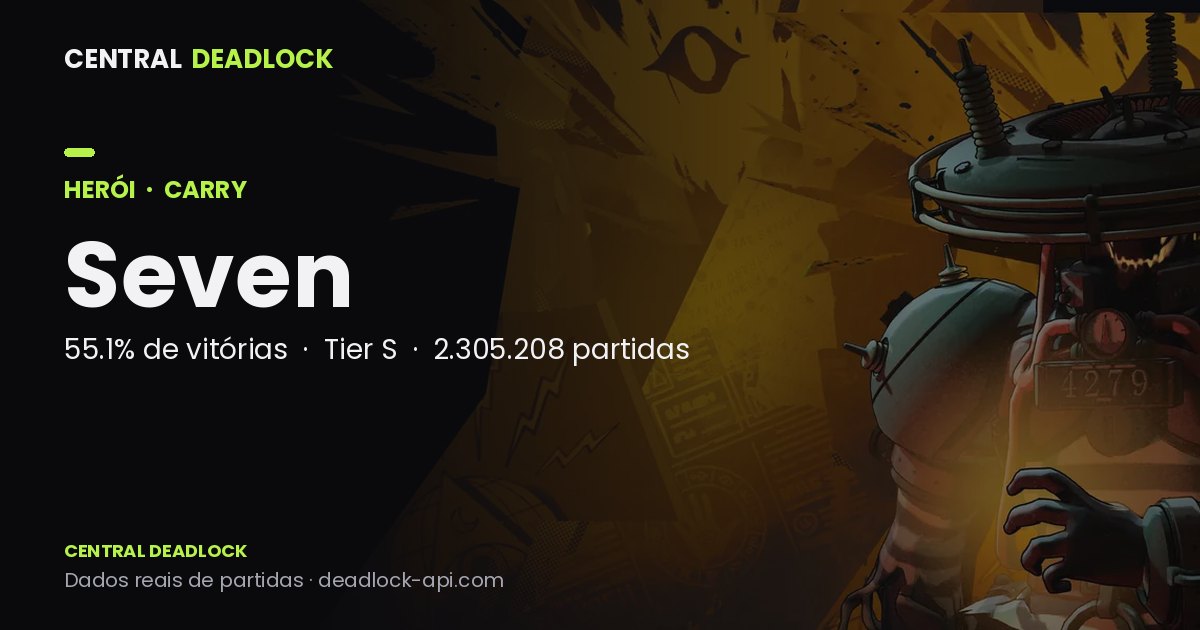 CENTRAL DEADLOCK
HERÓI · CARRY
Seven
55.1% de vitórias · Tier S · 2.305.208 partidas
4279
CENTRAL DEADLOCK
Dados reais de partidas · deadlock-api.com